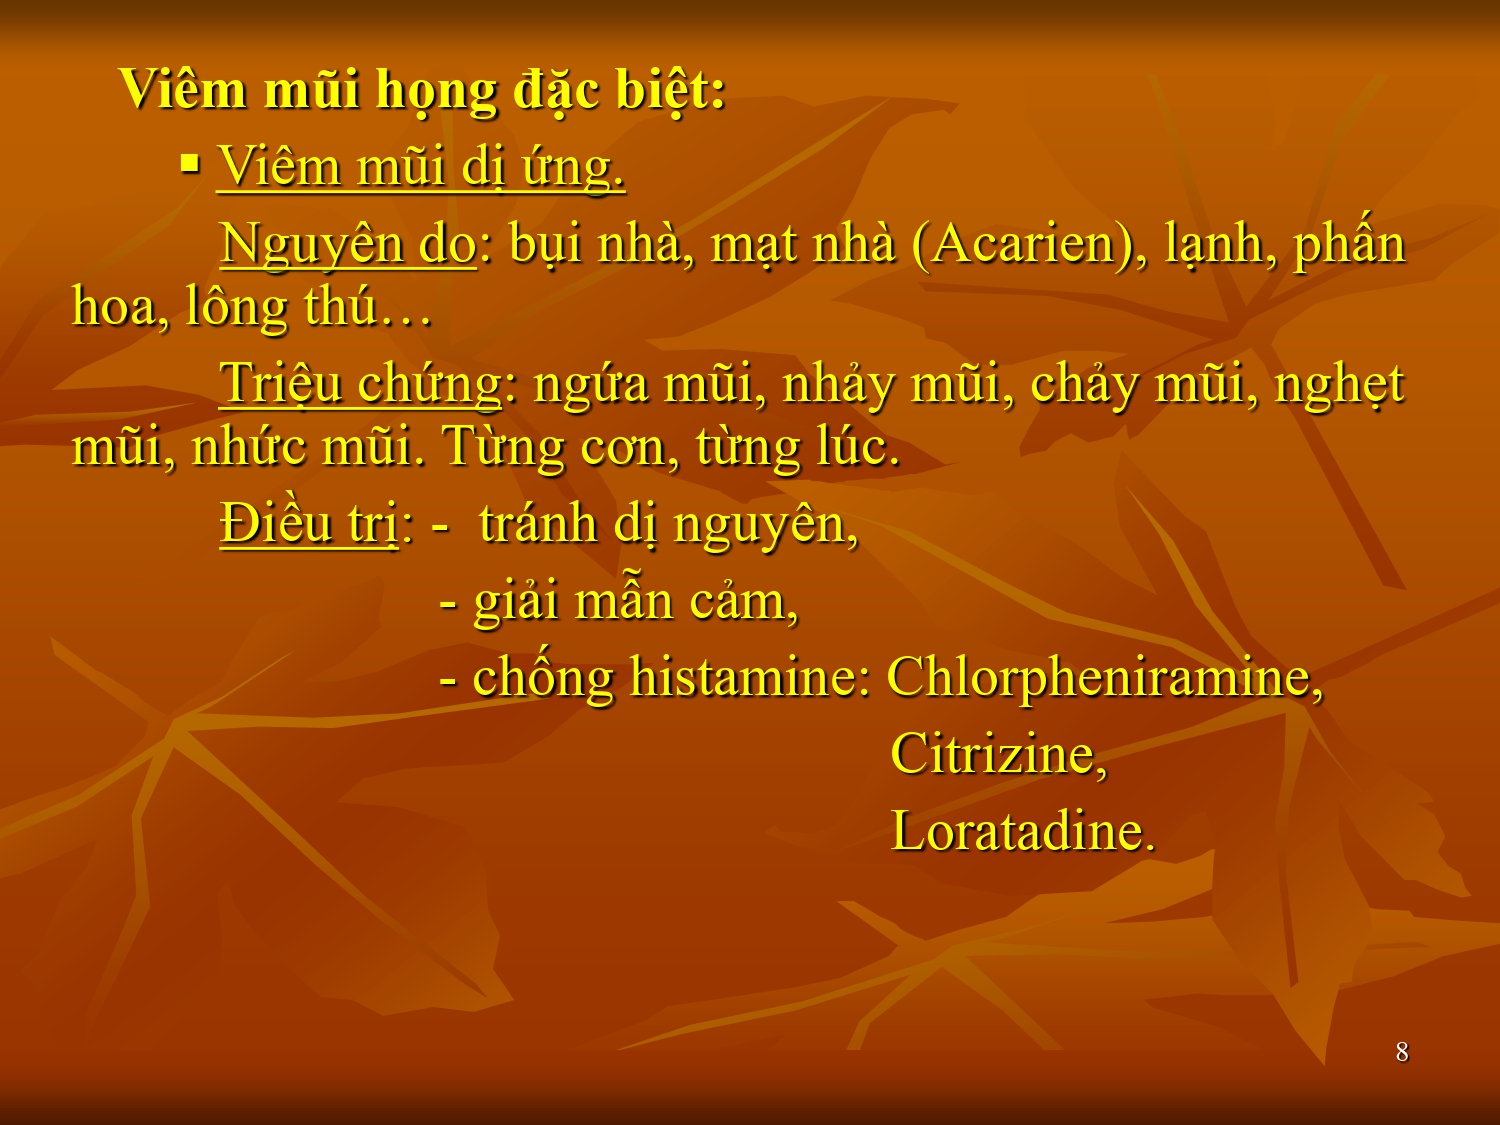 Viêm mũi họng đặc biệt:
▪ Viêm mũi dị ứng.
Nguyên do: bụi nhà, mạt nhà (Acarien), lạnh, phấn
hoa, lông thú…
Triệu chứng: ngứa mũi, nhảy mũi, chảy mũi, nghẹt
mũi, nhức mũi. Từng cơn, từng lúc.
Điều trị: - tránh dị nguyên,
- giải mẫn cảm,
- chống histamine: Chlorpheniramine,
Citrizine,
Loratadine.
8